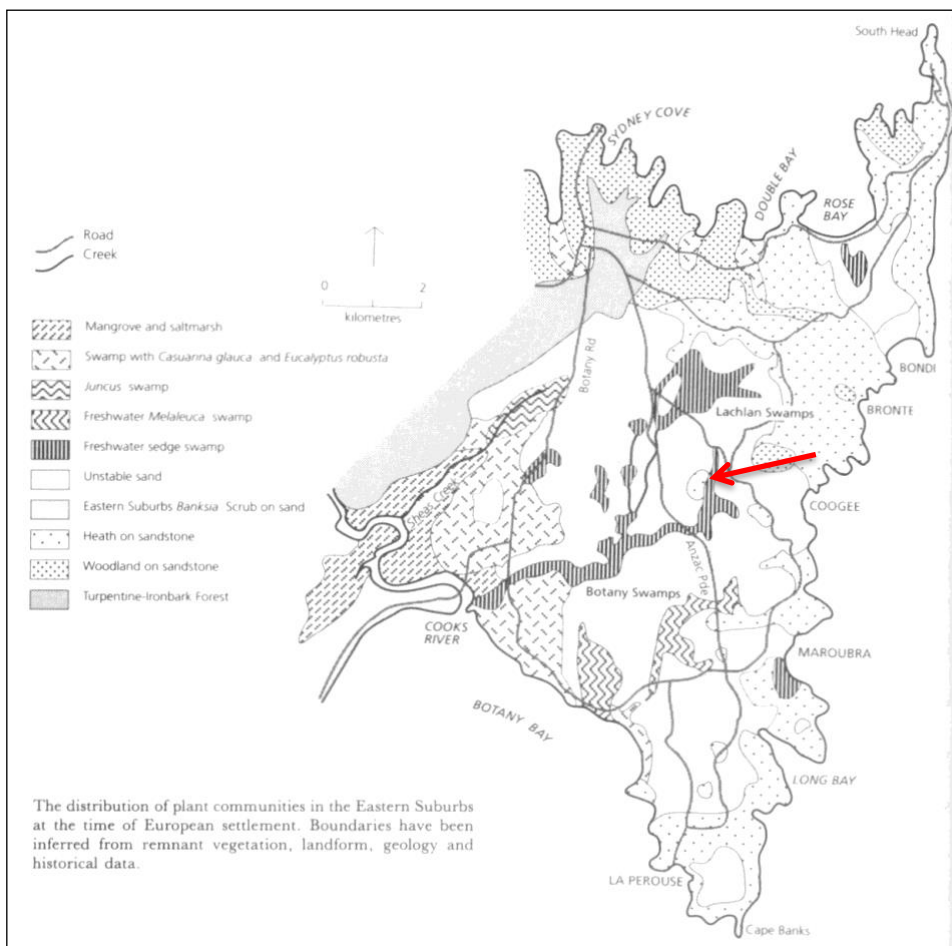 South Head
SYDNEY COVE
DOUBLE BAY
ROSE
BAY
Road
Creek
0 2
kilometres
Mangrove and saltmarsh
Swamp with Casuarina glauca and Eucalyptus robusta
Juncus swamp
Freshwater Melaleuca swamp
Freshwater sedge swamp
Unstable sand
Eastern Suburbs Banksia Scrub on sand
Heath on sandstone
Woodland on sandstone
Turpentine-Ironbark Forest
Botany Rd
BONDI
Lachlan Swamps
BRONTE
Sheas Creek
COOGEE
Anzac Pde
Botany Swamps
COOKS
RIVER
MAROUBRA
BOTANY BAY
LONG BAY
The distribution of plant communities in the Eastern Suburbs
at the time of European settlement. Boundaries have been
inferred from remnant vegetation, landform, geology and
historical data.
LA PEROUSE
Cape Banks